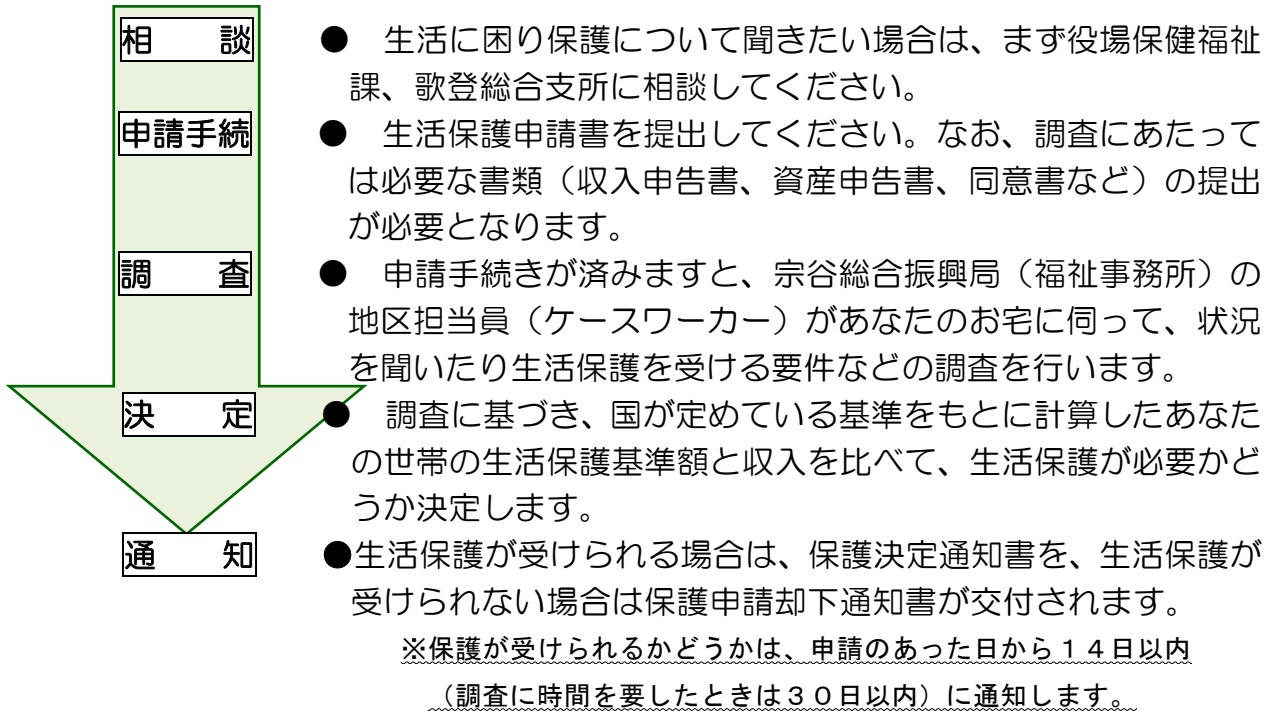 相　　談　●　生活に困り保護について聞きたい場合は、まず役場保健福祉
課、歌登総合支所に相談してください。
申請手続　●　生活保護申請書を提出してください。なお、調査にあたって
は必要な書類（収入申告書、資産申告書、同意書など）の提出
が必要となります。
調　　査　●　申請手続きが済みますと、宗谷総合振興局（福祉事務所）の
地区担当員（ケースワーカー）があなたのお宅に伺って、状況
を聞いたり生活保護を受ける要件などの調査を行います。
決　　定　●　調査に基づき、国が定めている基準をもとに計算したあなた
の世帯の生活保護基準額と収入を比べて、生活保護が必要かど
うか決定します。
通　　知　●生活保護が受けられる場合は、保護決定通知書を、生活保護が
受けられない場合は保護申請却下通知書が交付されます。
※保護が受けられるかどうかは、申請のあった日から１４日以内
（調査に時間を要したときは３０日以内）に通知します。